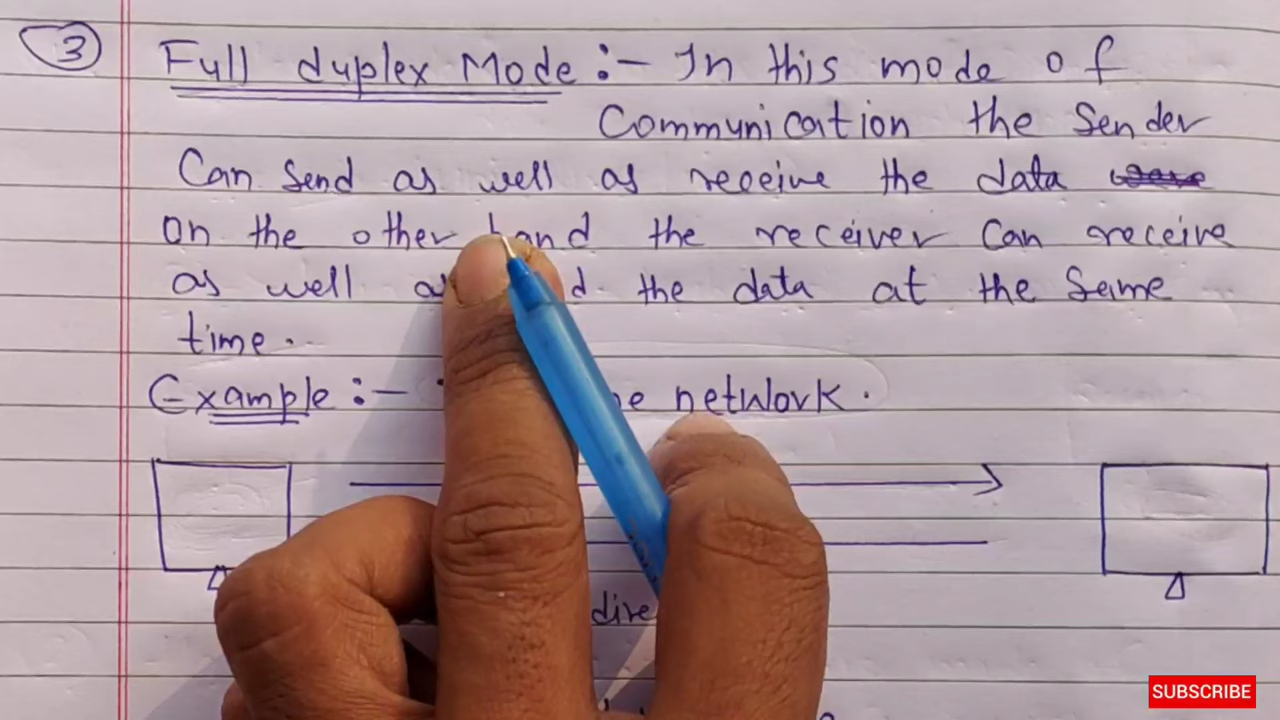 3 Full duplex Mode :- In this mode of
Communication the Sender
Can Send as well as receive the data
on the other hand the receiver Can receive
as well the data at the Same
time.
Example :- network.
SUBSCRIBE